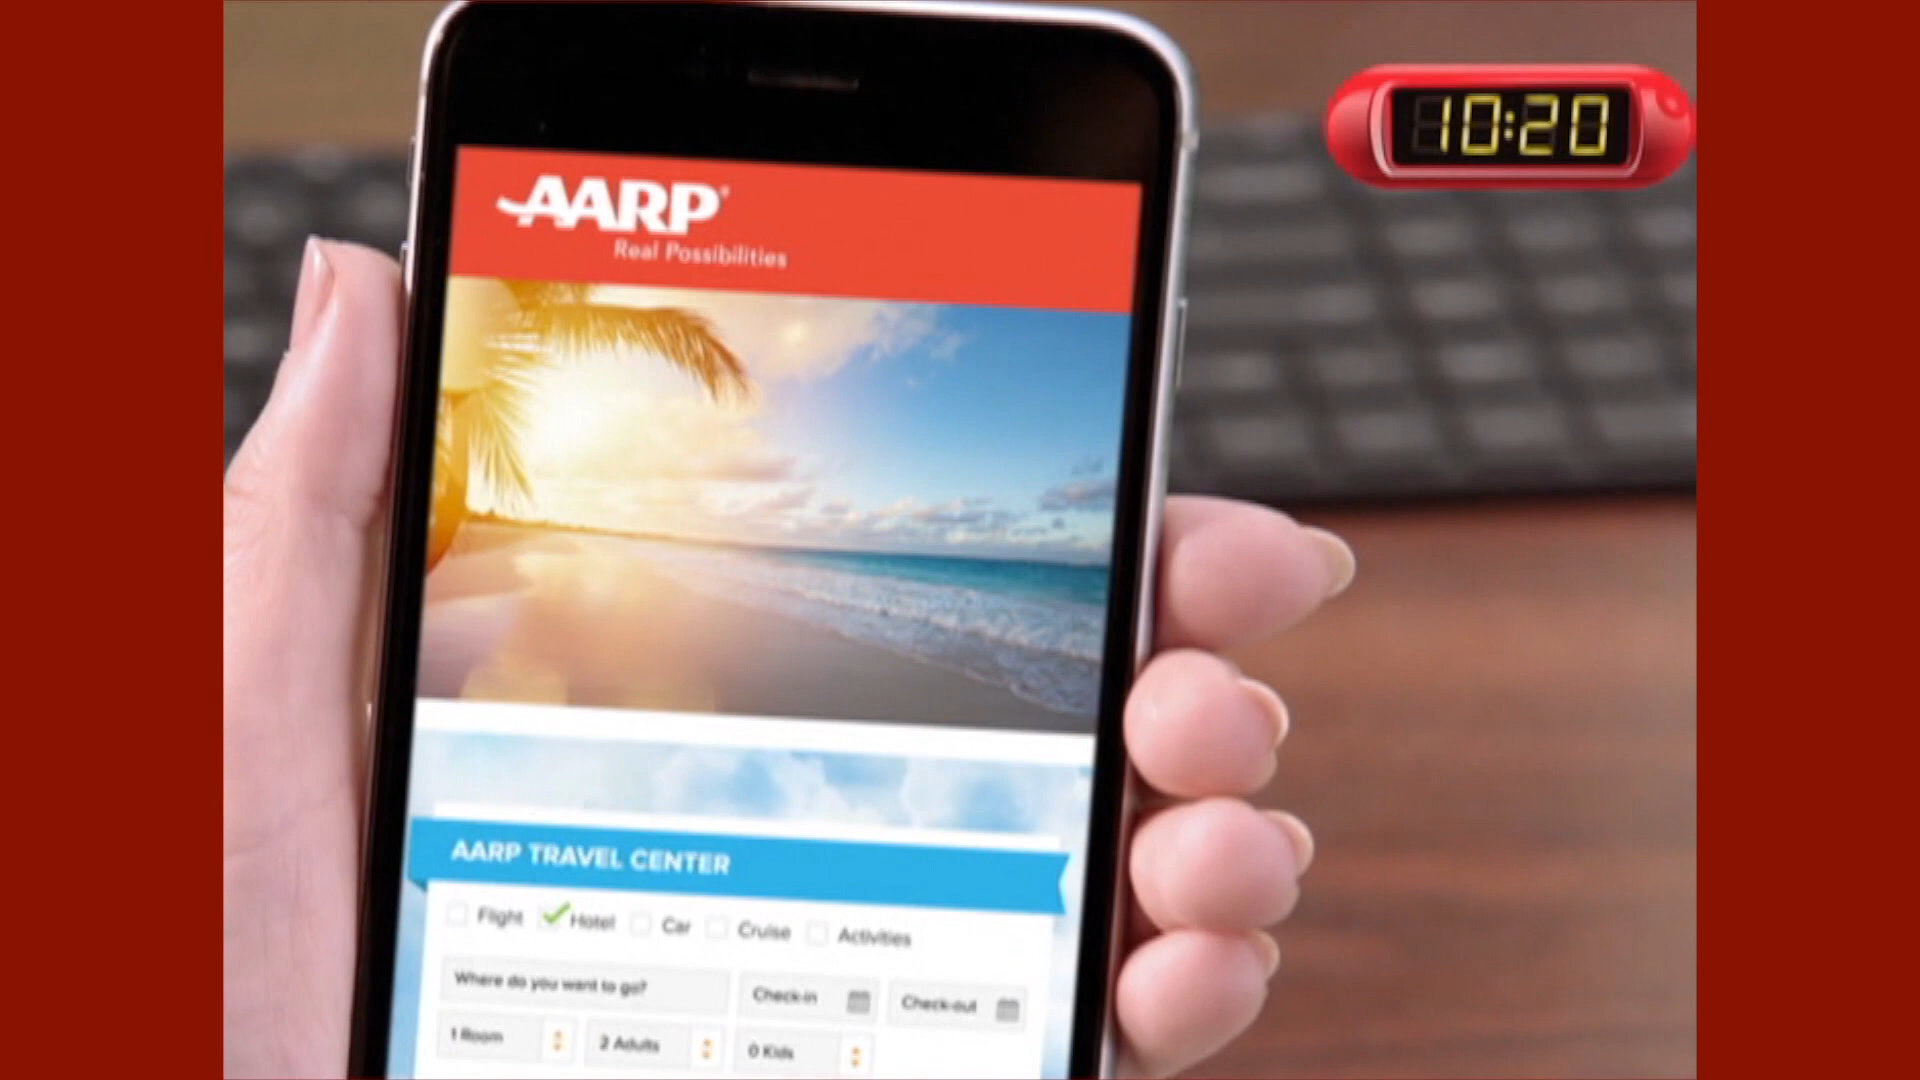 10:20
AARP®
Real Possibilities
AARP TRAVEL CENTER
Flight Hotel Car Cruise Activities
Where do you want to go? Check-in Check-out
1 Room 2 Adults 0 Kids